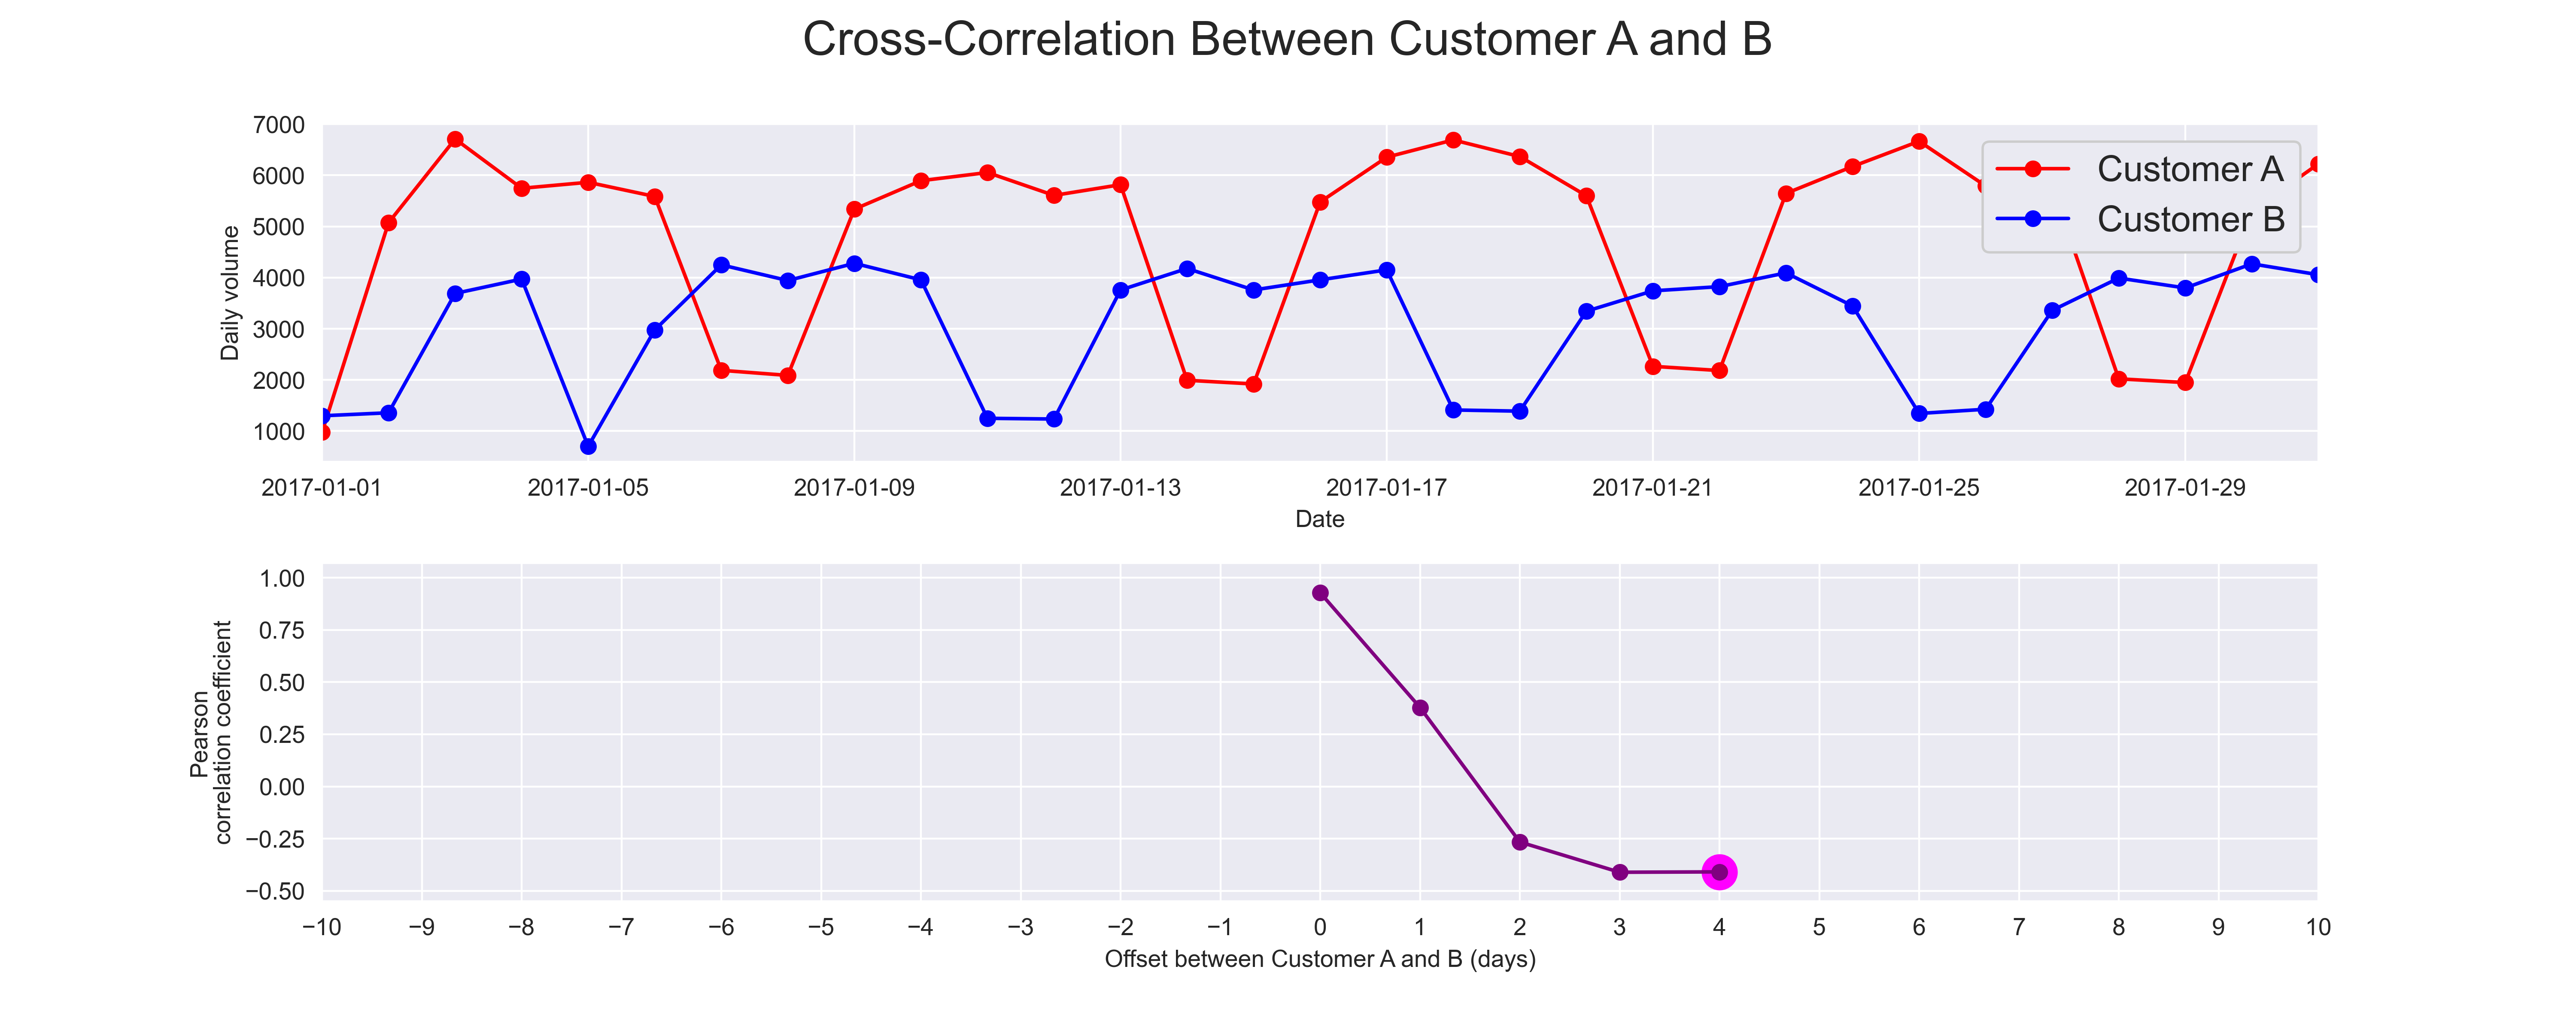 Cross-Correlation Between Customer A and B
7000
6000
5000
4000
3000
2000
1000
Daily volume
Customer A
Customer B
2017-01-01 2017-01-05 2017-01-09 2017-01-13 2017-01-17 2017-01-21 2017-01-25 2017-01-29
Date
1.00
0.75
0.50
0.25
0.00
−0.25
−0.50
Pearson
correlation coefficient
−10 −9 −8 −7 −6 −5 −4 −3 −2 −1 0 1 2 3 4 5 6 7 8 9 10
Offset between Customer A and B (days)